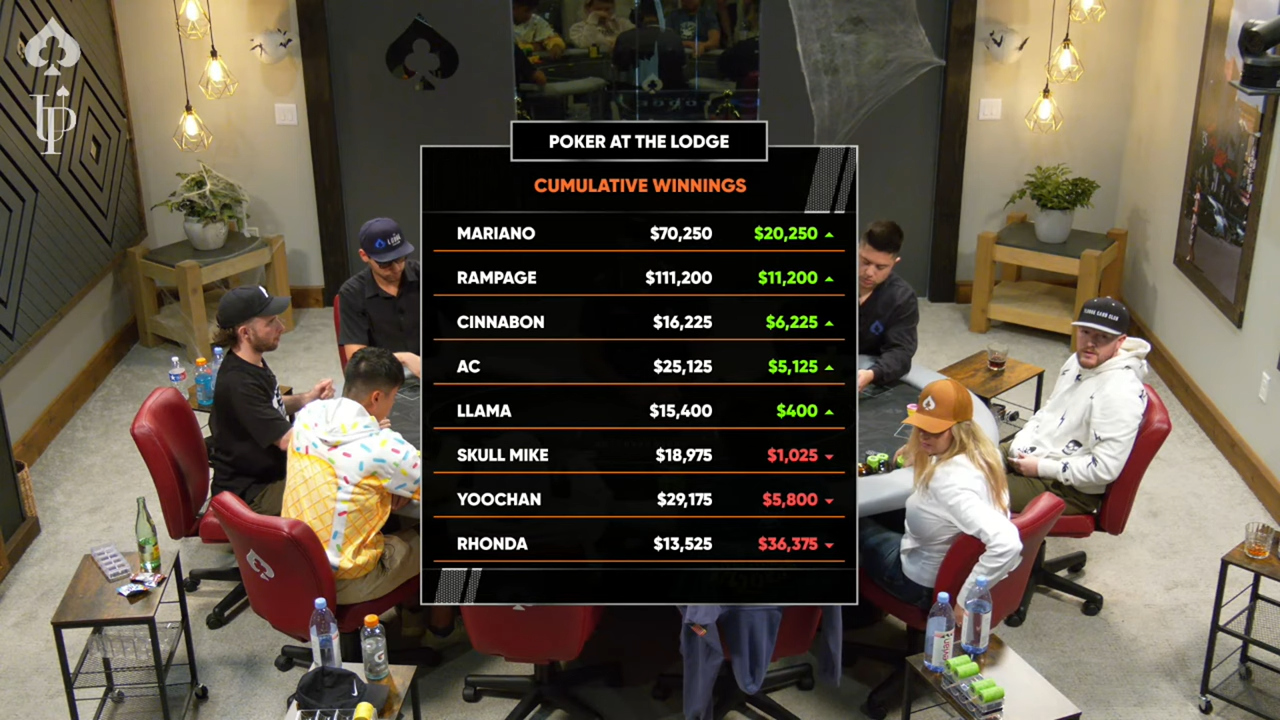 UP
POKER AT THE LODGE
CUMULATIVE WINNINGS
MARIANO $70,250 $20,250
RAMPAGE $111,200 $11,200
CINNABON $16,225 $6,225
AC $25,125 $5,125
LLAMA $15,400 $400
SKULL MIKE $18,975 $1,025
YOOCHAN $29,175 $5,800
RHONDA $13,525 $36,375